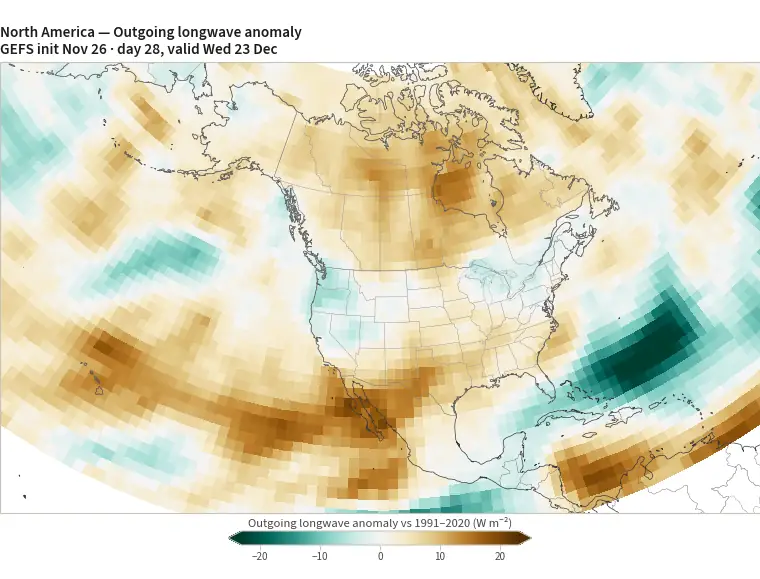 North America — Outgoing longwave anomaly
GEFS init Nov 26 · day 28, valid Wed 23 Dec
Outgoing longwave anomaly vs 1991–2020 (W m⁻²)
−20 −10 0 10 20